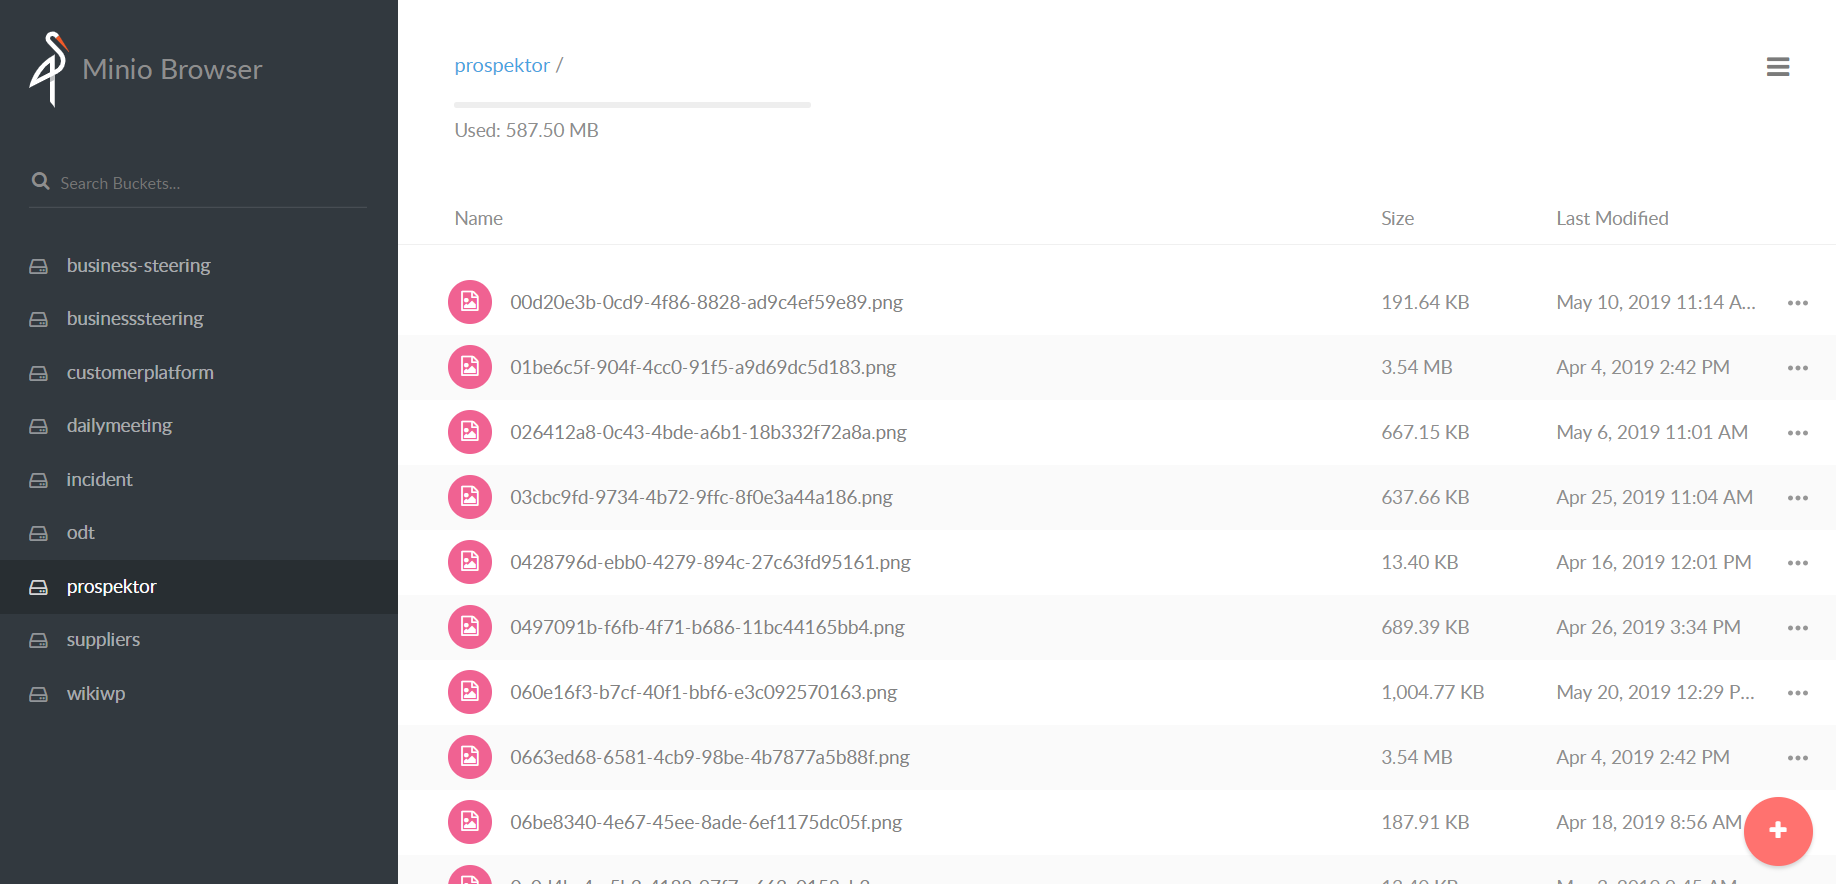 Minio Browser
Search Buckets...
business-steering
businesssteering
customerplatform
dailymeeting
incident
odt
prospektor
suppliers
wikiwp
prospektor /
Used: 587.50 MB
Name Size Last Modified
00d20e3b-0cd9-4f86-8828-ad9c4ef59e89.png 191.64 KB May 10, 2019 11:14 A...
01be6c5f-904f-4cc0-91f5-a9d69dc5d183.png 3.54 MB Apr 4, 2019 2:42 PM
026412a8-0c43-4bde-a6b1-18b332f72a8a.png 667.15 KB May 6, 2019 11:01 AM
03cbc9fd-9734-4b72-9ffc-8f0e3a44a186.png 637.66 KB Apr 25, 2019 11:04 AM
0428796d-ebb0-4279-894c-27c63fd95161.png 13.40 KB Apr 16, 2019 12:01 PM
0497091b-f6fb-4f71-b686-11bc44165bb4.png 689.39 KB Apr 26, 2019 3:34 PM
060e16f3-b7cf-40f1-bbf6-e3c092570163.png 1,004.77 KB May 20, 2019 12:29 P...
0663ed68-6581-4cb9-98be-4b7877a5b88f.png 3.54 MB Apr 4, 2019 2:42 PM
06be8340-4e67-45ee-8ade-6ef1175dc05f.png 187.91 KB Apr 18, 2019 8:56 AM